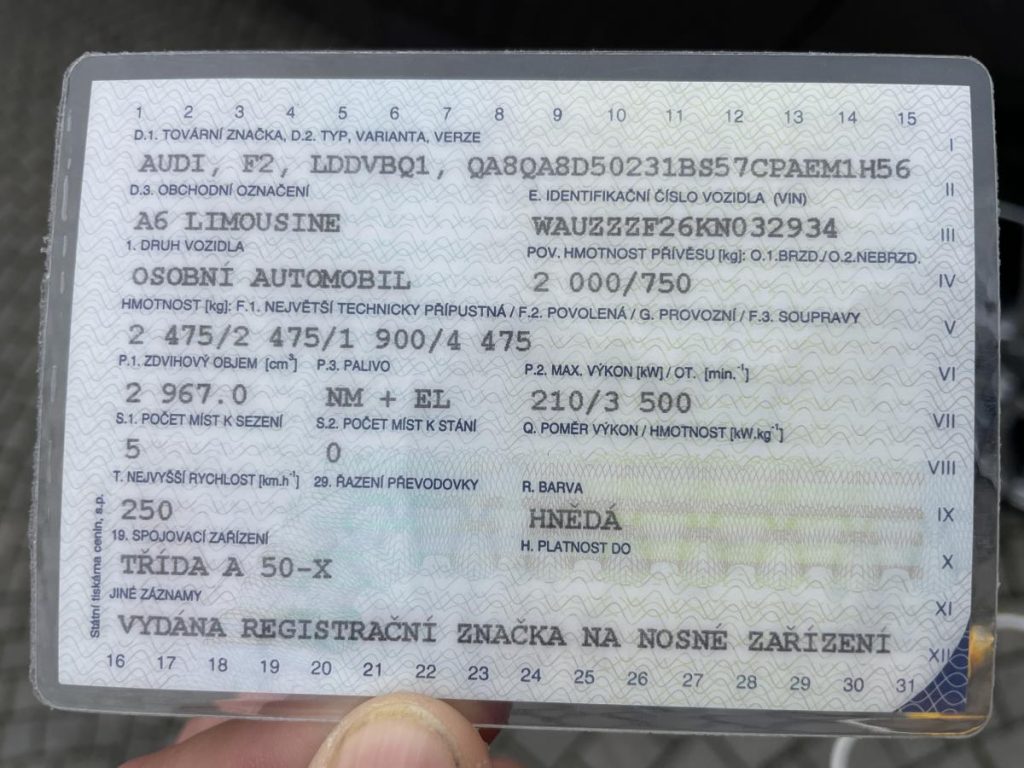 1 2 3 4 5 6 7 8 9 10 11 12 13 14 15
D.1. TOVÁRNÍ ZNAČKA, D.2. TYP, VARIANTA, VERZE
I
AUDI, F2, LDDVBQ1, QA8QA8D50231BS57CPAEM1H56
II
D.3. OBCHODNÍ OZNAČENÍ E. IDENTIFIKAČNÍ ČÍSLO VOZIDLA (VIN)
A6 LIMOUSINE WAUZZZF26KN032934
III
1. DRUH VOZIDLA POV. HMOTNOST PŘÍVĚSU [kg]: O.1.BRZD./O.2.NEBRZD.
OSOBNÍ AUTOMOBIL 2 000/750
IV
HMOTNOST [kg]: F.1. NEJVĚTŠÍ TECHNICKY PŘÍPUSTNÁ / F.2. POVOLENÁ / G. PROVOZNÍ / F.3. SOUPRAVY
V
2 475/2 475/1 900/4 475
P.1. ZDVIHOVÝ OBJEM [cm³] P.3. PALIVO P.2. MAX. VÝKON [kW] / OT. [min.⁻¹]
VI
2 967.0 NM + EL 210/3 500
VII
S.1. POČET MÍST K SEZENÍ S.2. POČET MÍST K STÁNÍ Q. POMĚR VÝKON / HMOTNOST [kW.kg⁻¹]
5 0
VIII
T. NEJVYŠŠÍ RYCHLOST [km.h⁻¹] 29. ŘAZENÍ PŘEVODOVKY R. BARVA
250 HNĚDÁ
IX
19. SPOJOVACÍ ZAŘÍZENÍ H. PLATNOST DO
TŘÍDA A 50-X
X
JINÉ ZÁZNAMY
XI
VYDÁNA REGISTRAČNÍ ZNAČKA NA NOSNÉ ZAŘÍZENÍ
XII
16 17 18 19 20 21 22 23 24 25 26 27 28 29 30 31
Státní tiskárna cenin, s.p.